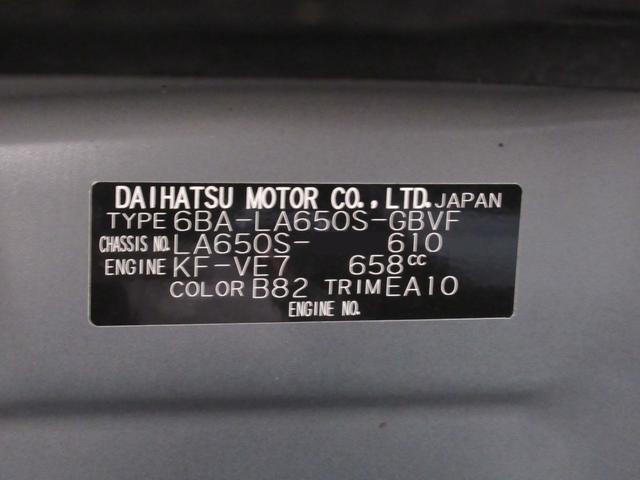 DAIHATSU MOTOR CO., LTD. JAPAN
TYPE 6BA-LA650S-GBVF
CHASSIS NO. LA650S- 610
ENGINE KF-VE7 658CC
COLOR B82 TRIM EA10
ENGINE NO.